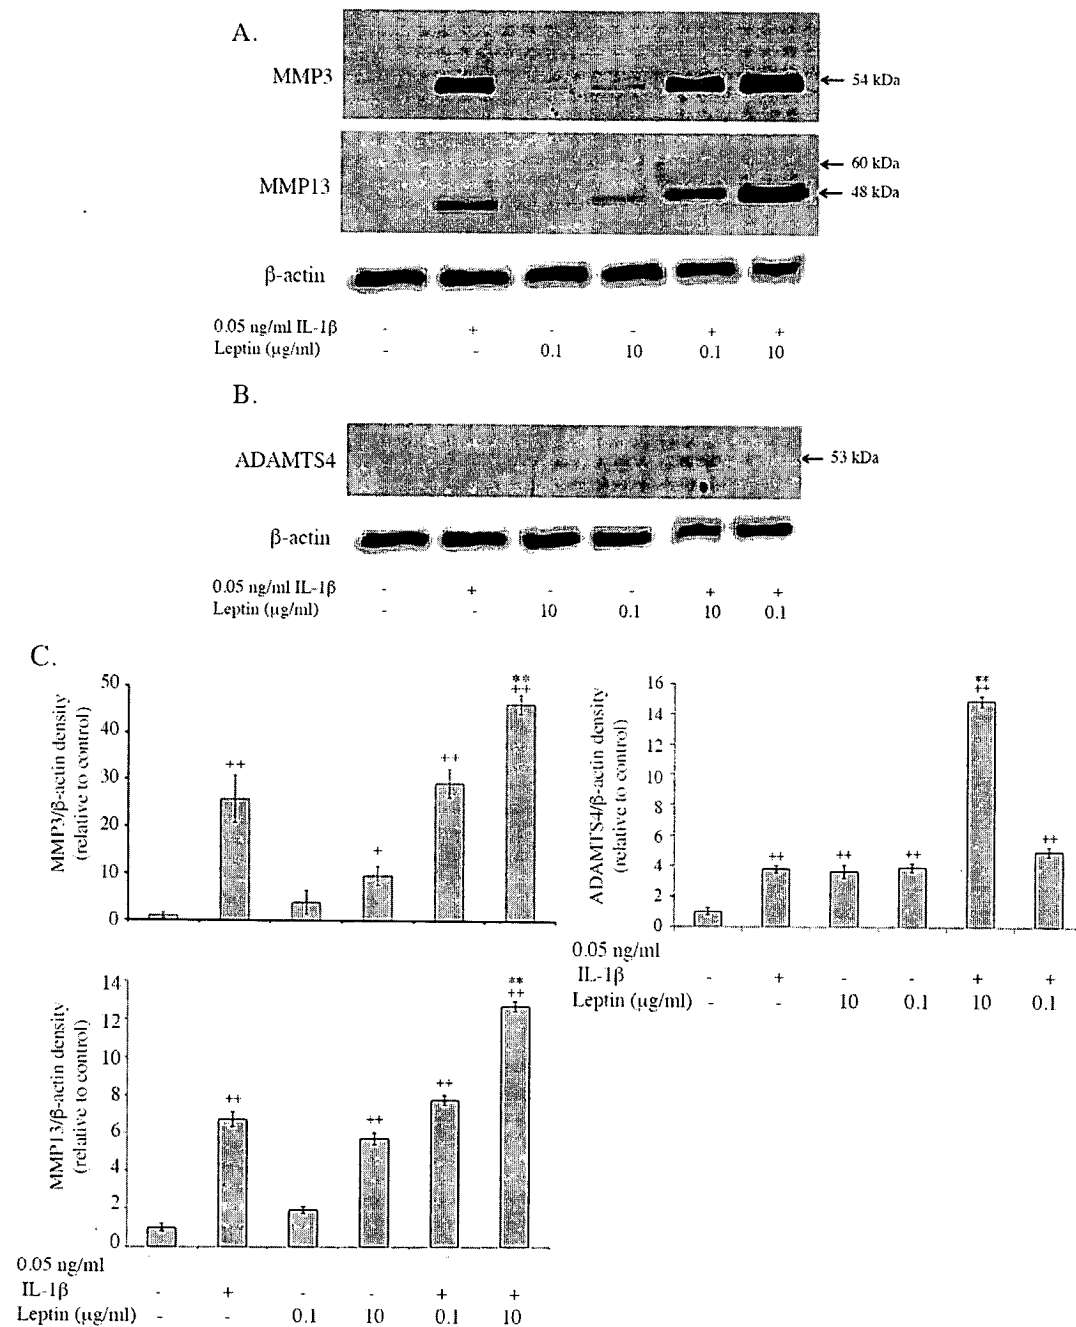 A.
MMP3
← 54 kDa
MMP13
← 60 kDa
← 48 kDa
β-actin
0.05 ng/ml IL-1β - + - - + +
Leptin (μg/ml) - - 0.1 10 0.1 10
B.
ADAMTS4
← 53 kDa
β-actin
0.05 ng/ml IL-1β - + - - + +
Leptin (μg/ml) - - 10 0.1 10 0.1
C.
MMP3/β-actin density
(relative to control)
50
40
30
20
10
0
++
+
++
**
++
ADAMTS4/β-actin density
(relative to control)
16
14
12
10
8
6
4
2
0
++
++
++
**
++
++
0.05 ng/ml
IL-1β - + - - + +
Leptin (μg/ml) - - 10 0.1 10 0.1
MMP13/β-actin density
(relative to control)
14
12
10
8
6
4
2
0
++
++
++
**
++
0.05 ng/ml
IL-1β - + - - + +
Leptin (μg/ml) - - 0.1 10 0.1 10